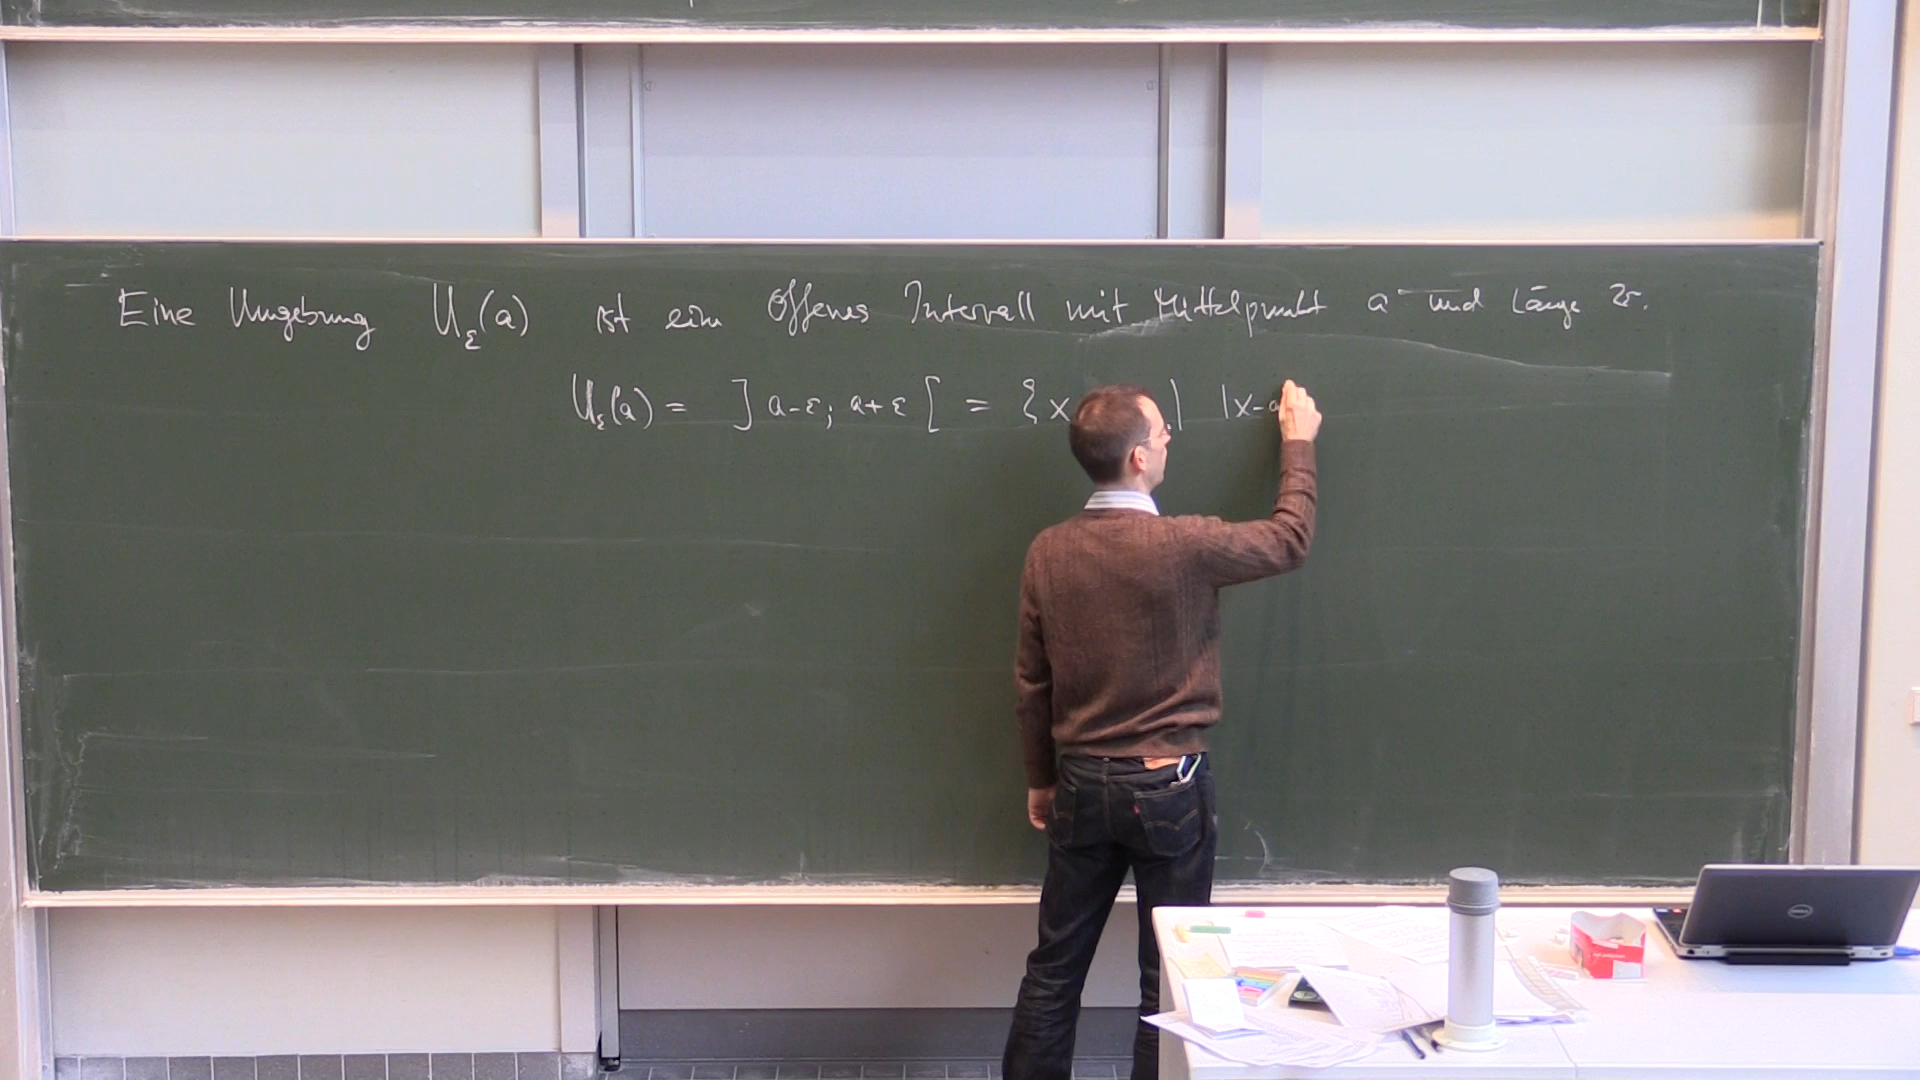 Eine Umgebung U_ε(a) ist ein offenes Intervall mit Mittelpunkt a und Länge 2ε.
U_ε(a) = ]a-ε; a+ε[ = {x | |x-a